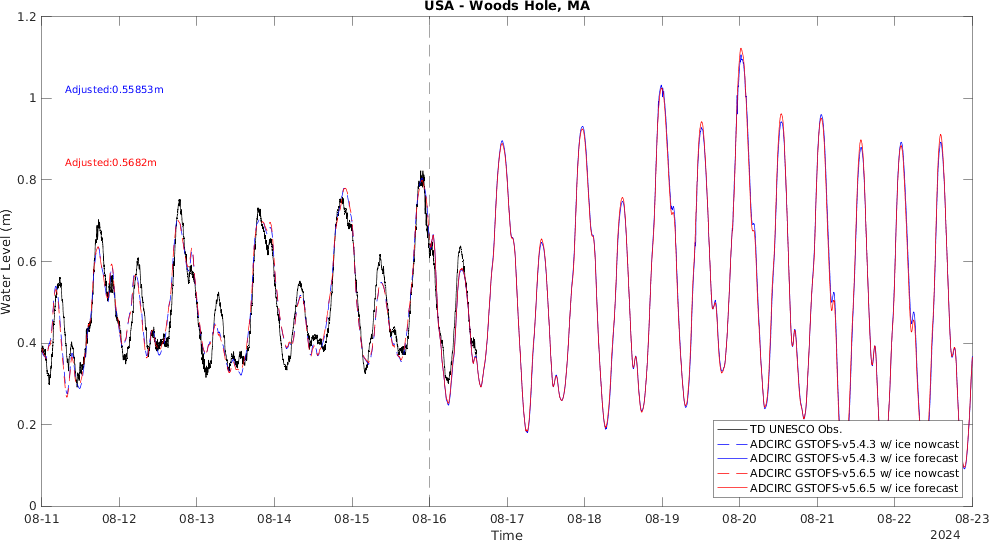 USA - Woods Hole, MA
1.2
1
0.8
0.6
0.4
0.2
0
Water Level (m)
Adjusted:0.55853m
Adjusted:0.5682m
TD UNESCO Obs.
ADCIRC GSTOFS-v5.4.3 w/ ice nowcast
ADCIRC GSTOFS-v5.4.3 w/ ice forecast
ADCIRC GSTOFS-v5.6.5 w/ ice nowcast
ADCIRC GSTOFS-v5.6.5 w/ ice forecast
08-11 08-12 08-13 08-14 08-15 08-16 08-17 08-18 08-19 08-20 08-21 08-22 08-23
Time
2024